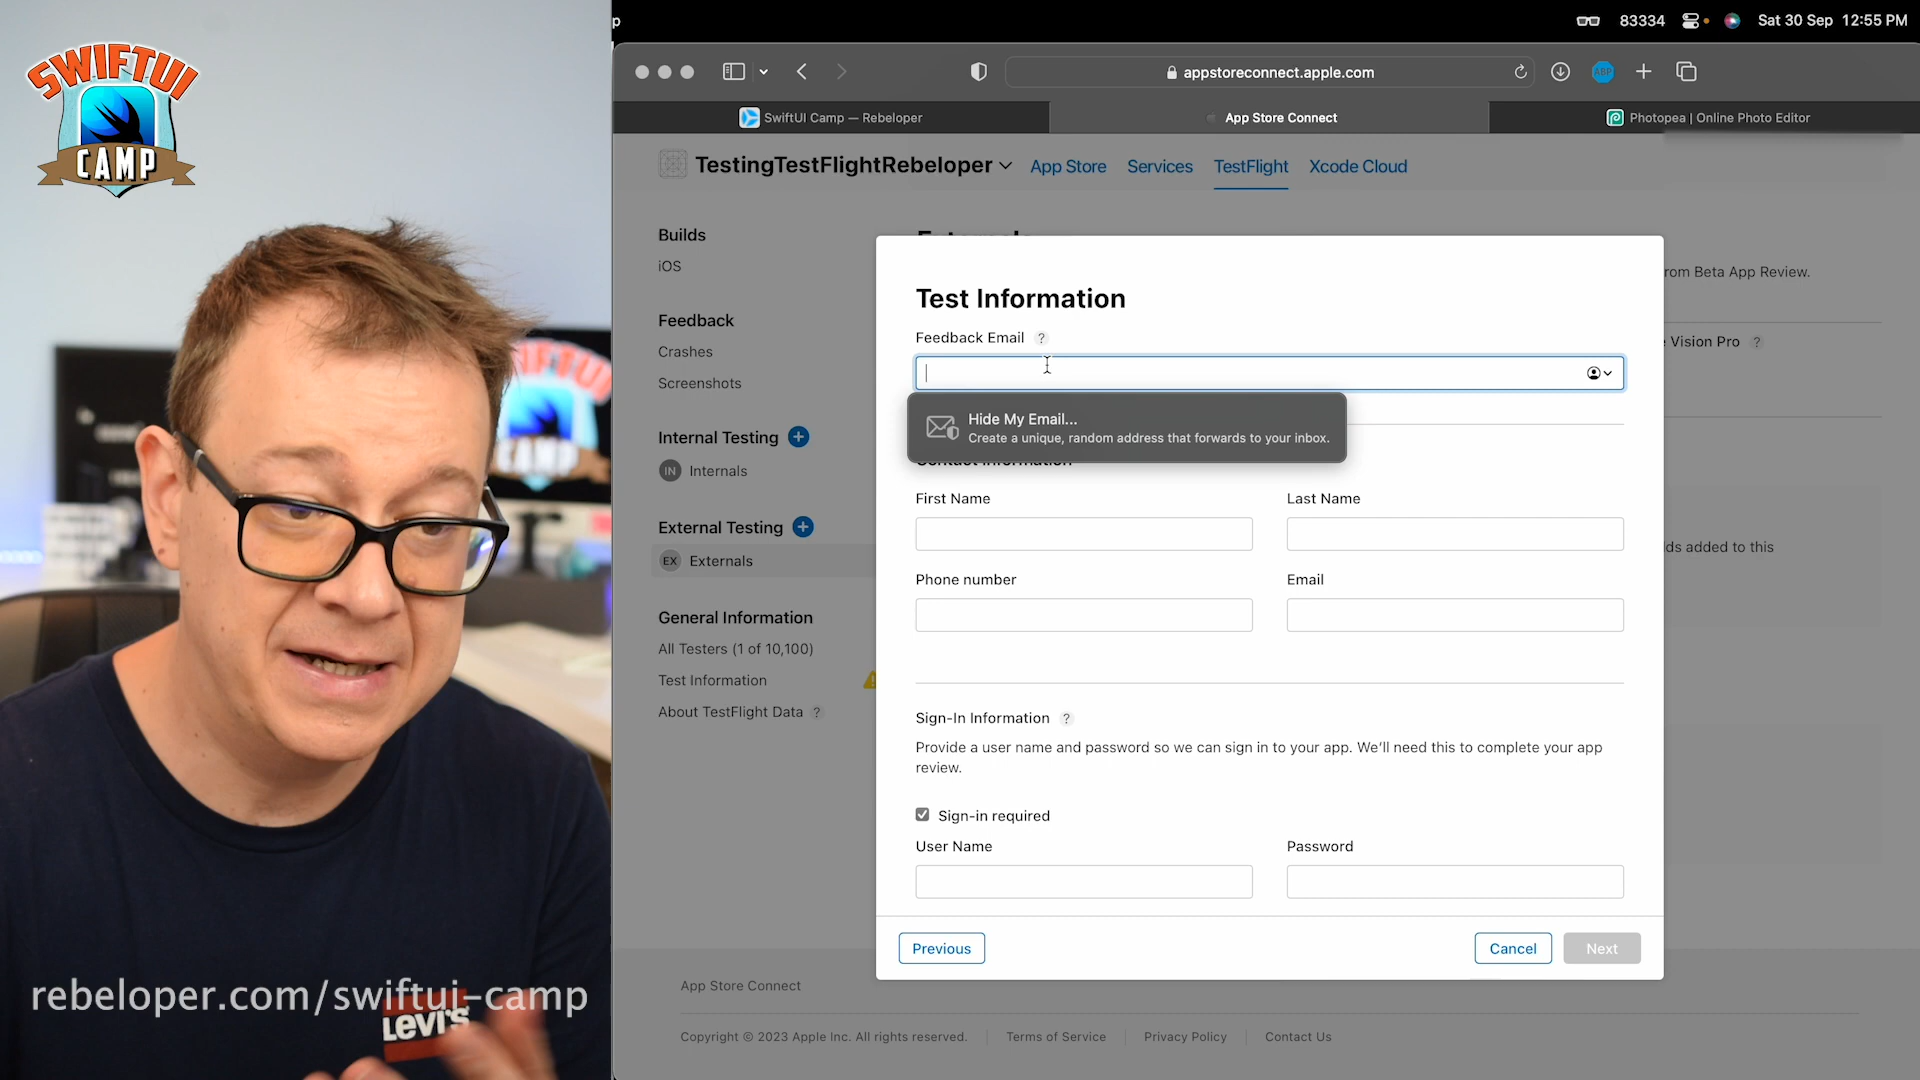 SWIFTUI
CAMP
p
83334
Sat 30 Sep 12:55 PM
appstoreconnect.apple.com
ABP
SwiftUI Camp — Rebeloper
App Store Connect
Photopea | Online Photo Editor
TestingTestFlightRebeloper
App Store
Services
TestFlight
Xcode Cloud
Builds
iOS
Feedback
Crashes
Screenshots
Internal Testing
IN Internals
External Testing
EX Externals
General Information
All Testers (1 of 10,100)
Test Information
About TestFlight Data ?
rom Beta App Review.
Vision Pro ?
ds added to this
Test Information
Feedback Email ?
Hide My Email...
Create a unique, random address that forwards to your inbox.
Contact Information
First Name
Last Name
Phone number
Email
Sign-In Information ?
Provide a user name and password so we can sign in to your app. We'll need this to complete your app
review.
Sign-in required
User Name
Password
Previous
Cancel
Next
App Store Connect
Copyright © 2023 Apple Inc. All rights reserved.
Terms of Service
Privacy Policy
Contact Us
rebeloper.com/swiftui-camp
Levi's
CAMP